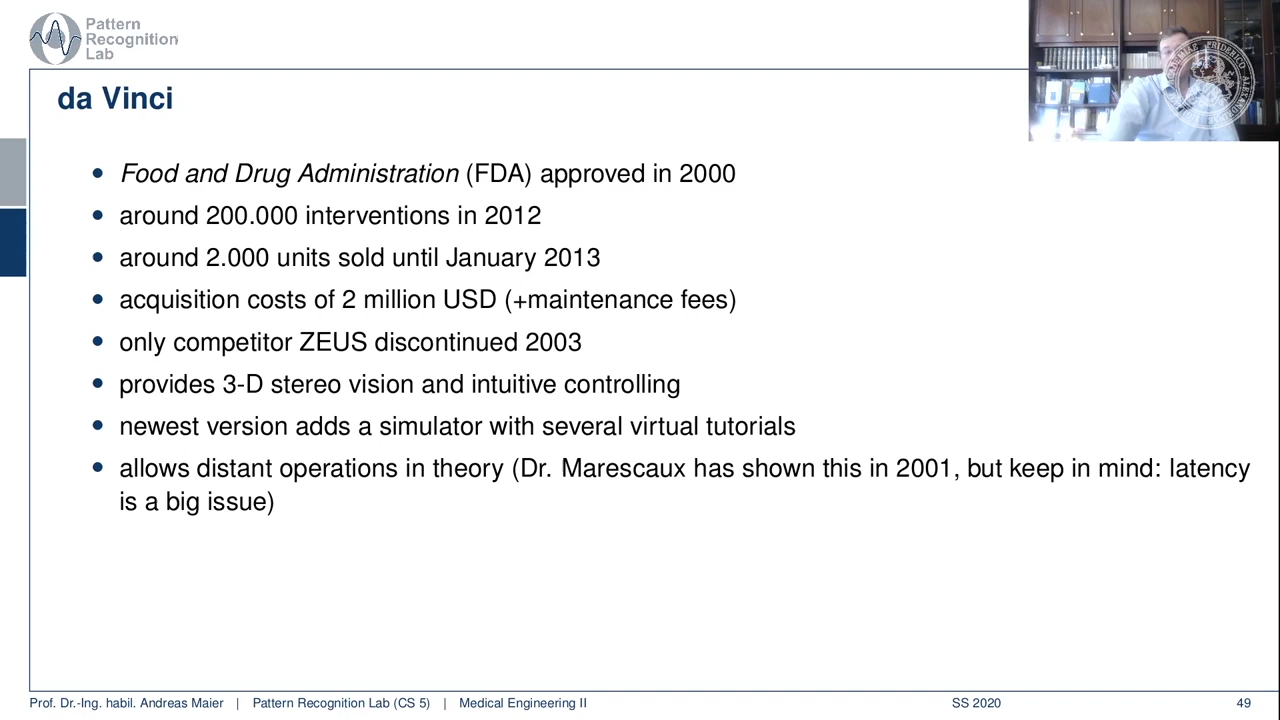 Pattern
Recognition
Lab
da Vinci
• Food and Drug Administration (FDA) approved in 2000
• around 200.000 interventions in 2012
• around 2.000 units sold until January 2013
• acquisition costs of 2 million USD (+maintenance fees)
• only competitor ZEUS discontinued 2003
• provides 3-D stereo vision and intuitive controlling
• newest version adds a simulator with several virtual tutorials
• allows distant operations in theory (Dr. Marescaux has shown this in 2001, but keep in mind: latency
is a big issue)
Prof. Dr.-Ing. habil. Andreas Maier | Pattern Recognition Lab (CS 5) | Medical Engineering II SS 2020 49